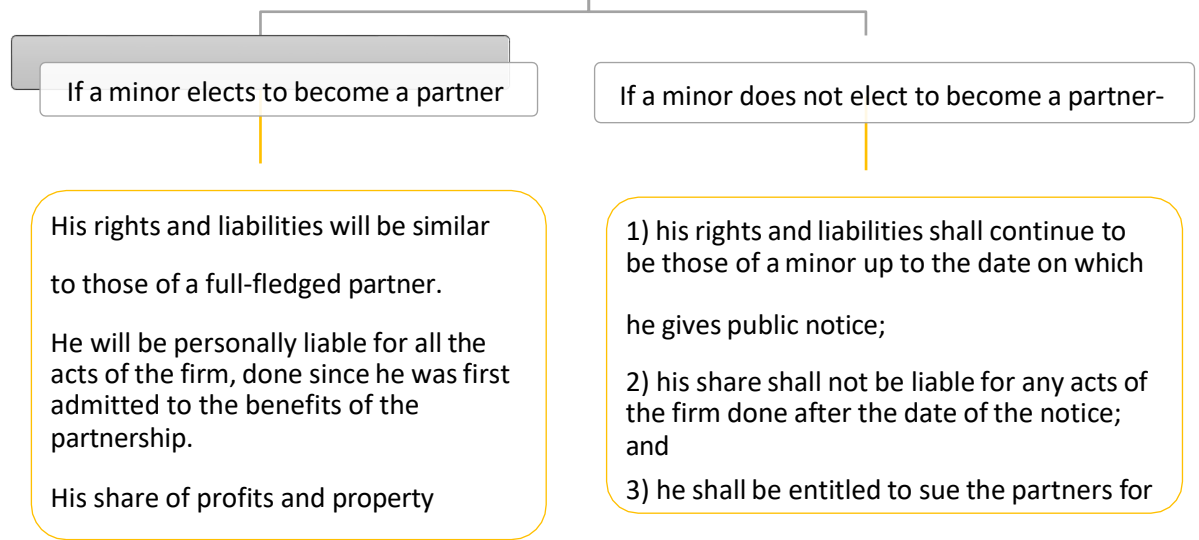 If a minor elects to become a partner
If a minor does not elect to become a partner-
His rights and liabilities will be similar
to those of a full-fledged partner.
He will be personally liable for all the
acts of the firm, done since he was first
admitted to the benefits of the
partnership.
His share of profits and property
1) his rights and liabilities shall continue to
be those of a minor up to the date on which
he gives public notice;
2) his share shall not be liable for any acts of
the firm done after the date of the notice;
and
3) he shall be entitled to sue the partners for